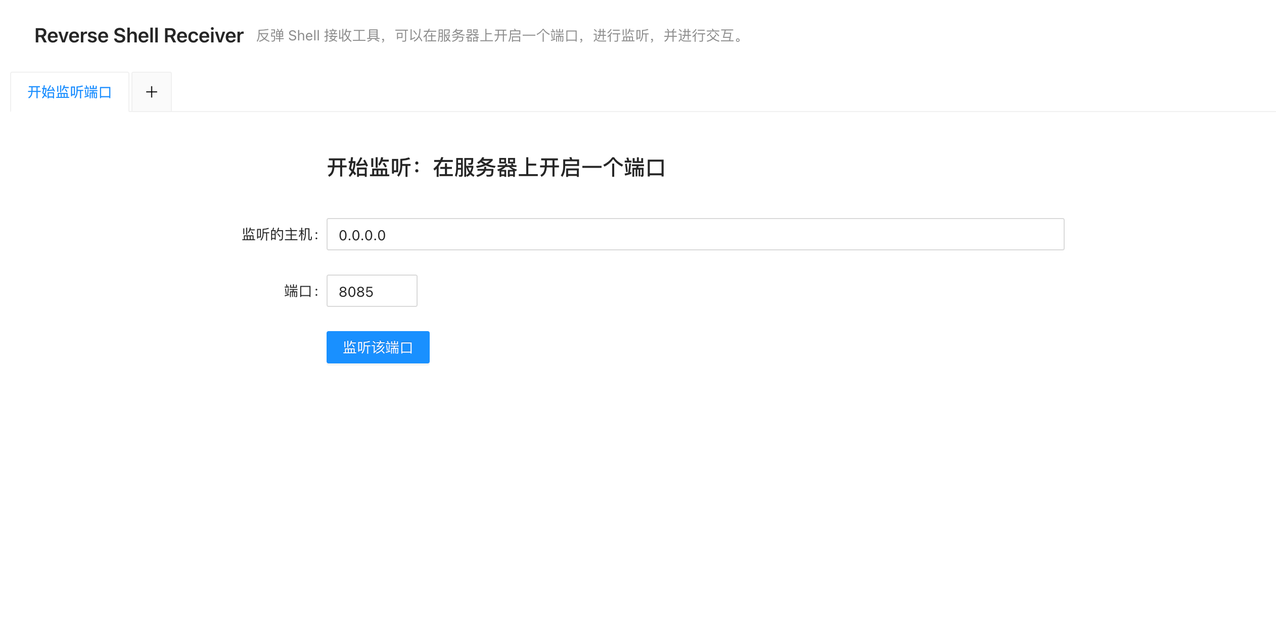 Reverse Shell Receiver 反弹 Shell 接收工具，可以在服务器上开启一个端口，进行监听，并进行交互。
开始监听端口 +
开始监听：在服务器上开启一个端口
监听的主机： 0.0.0.0
端口： 8085
监听该端口